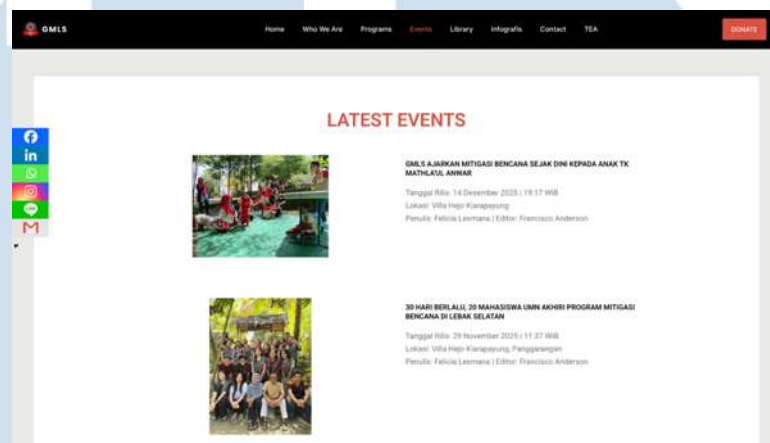 GMLS
Home Who We Are Programs Events Library Infografis Contact TEA
DONATE
LATEST EVENTS
GMLS AJARKAN MITIGASI BENCANA SEJAK DINI KEPADA ANAK TK
MATHLA'UL ANWAR
Tanggal Rilis: 14 Desember 2025 | 19:17 WIB
Lokasi: Villa Hejo Kiarapayung
Penulis: Felicia Lesmana | Editor: Francisco Anderson
30 HARI BERLALU, 20 MAHASISWA UMN AKHIRI PROGRAM MITIGASI
BENCANA DI LEBAK SELATAN
Tanggal Rilis: 29 November 2025 | 11:37 WIB
Lokasi: Villa Hejo Kiarapayung, Panggarangan
Penulis: Felicia Lesmana | Editor: Francisco Anderson